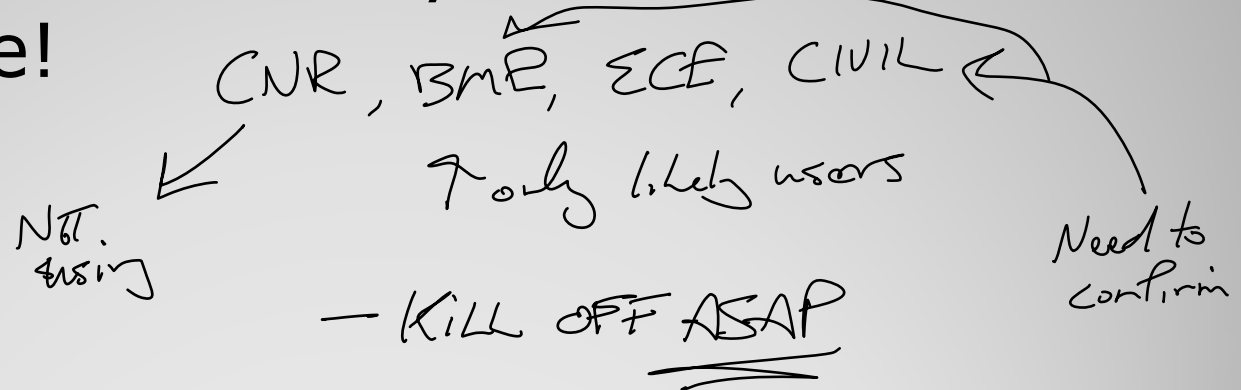 e!
CNR, BME, ECE, CIVIL
↑ only likely users
Not
using
Need to
confirm
- KILL OFF ASAP